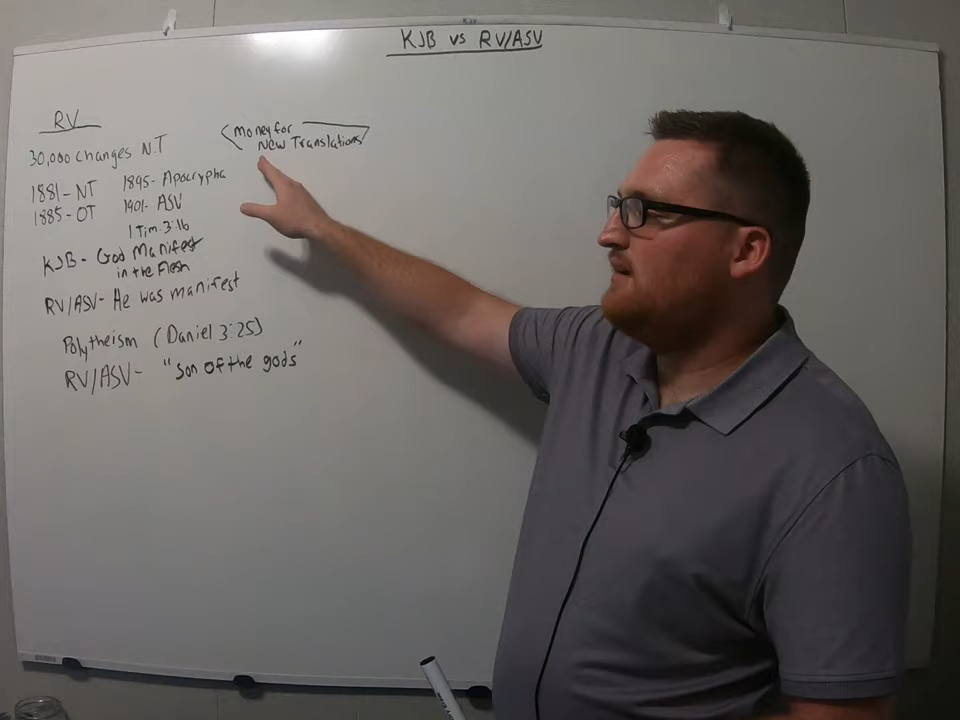 KJB vs RV/ASV
RV
Money for
New Translations
30,000 changes N.T
1881-NT 1895-Apocrypha
1885-OT 1901-ASV
1 Tim. 3:16
KJB- God Manifest
in the Flesh
RV/ASV- He was manifest
Polytheism (Daniel 3:25)
RV/ASV- "son of the gods"